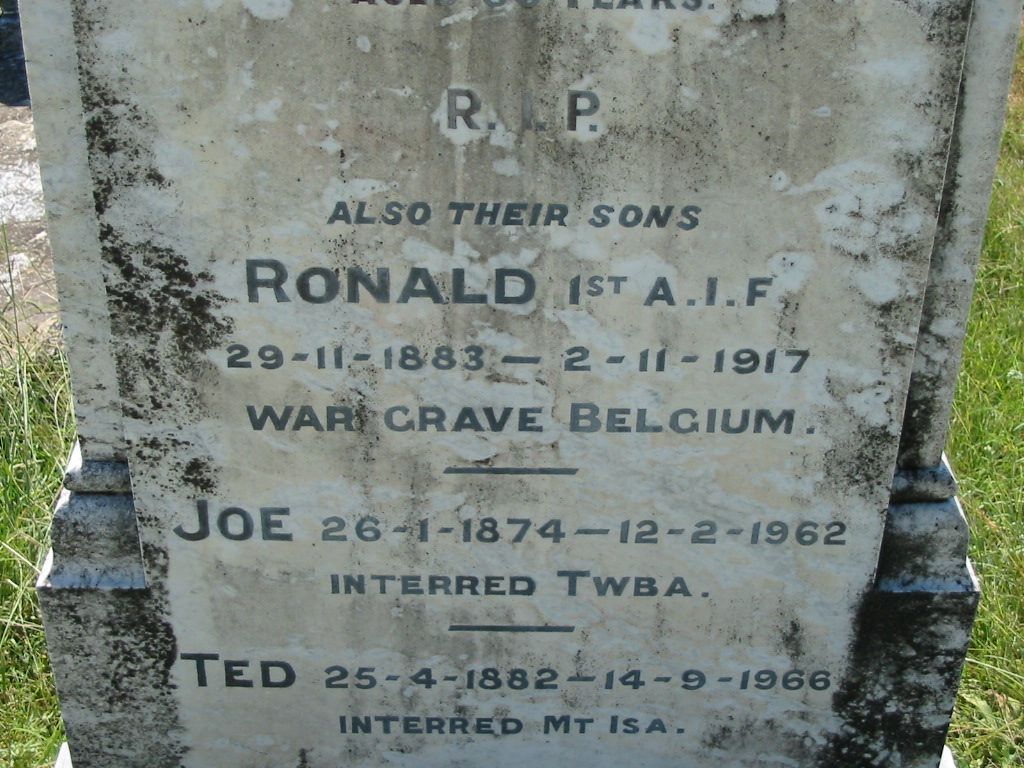 YEARS.
R.I.P.
ALSO THEIR SONS
RONALD 1ST A.I.F
29-11-1883 - 2-11-1917
WAR GRAVE BELGIUM.
JOE 26-1-1874-12-2-1962
INTERRED TWBA.
TED 25-4-1882-14-9-1966
INTERRED MT ISA.